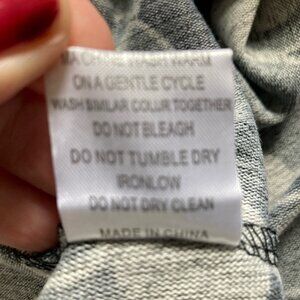 MACHINE WASH WARM
ON A GENTLE CYCLE
WASH SIMILAR COLUR TOGETHER
DO NOT BLEAGH
DO NOT TUMBLE DRY
IRONLOW
DO NOT DRY CLEAN
MADE IN CHINA